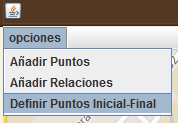 opciones
Añadir Puntos
Añadir Relaciones
Definir Puntos Inicial-Final